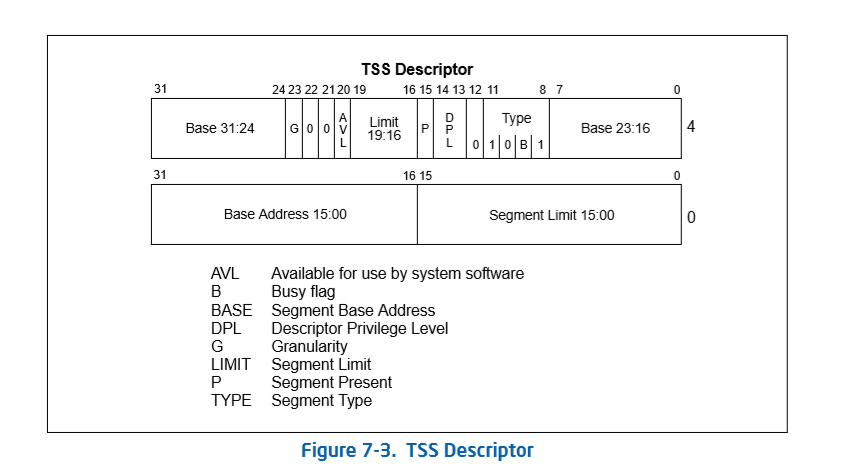 TSS Descriptor
31 24 23 22 21 20 19 16 15 14 13 12 11 8 7 0
Base 31:24 G 0 0 AVL Limit 19:16 P DPL 0 Type 1 0 B 1 Base 23:16 4
31 16 15 0
Base Address 15:00 Segment Limit 15:00 0
AVL Available for use by system software
B Busy flag
BASE Segment Base Address
DPL Descriptor Privilege Level
G Granularity
LIMIT Segment Limit
P Segment Present
TYPE Segment Type
Figure 7-3. TSS Descriptor